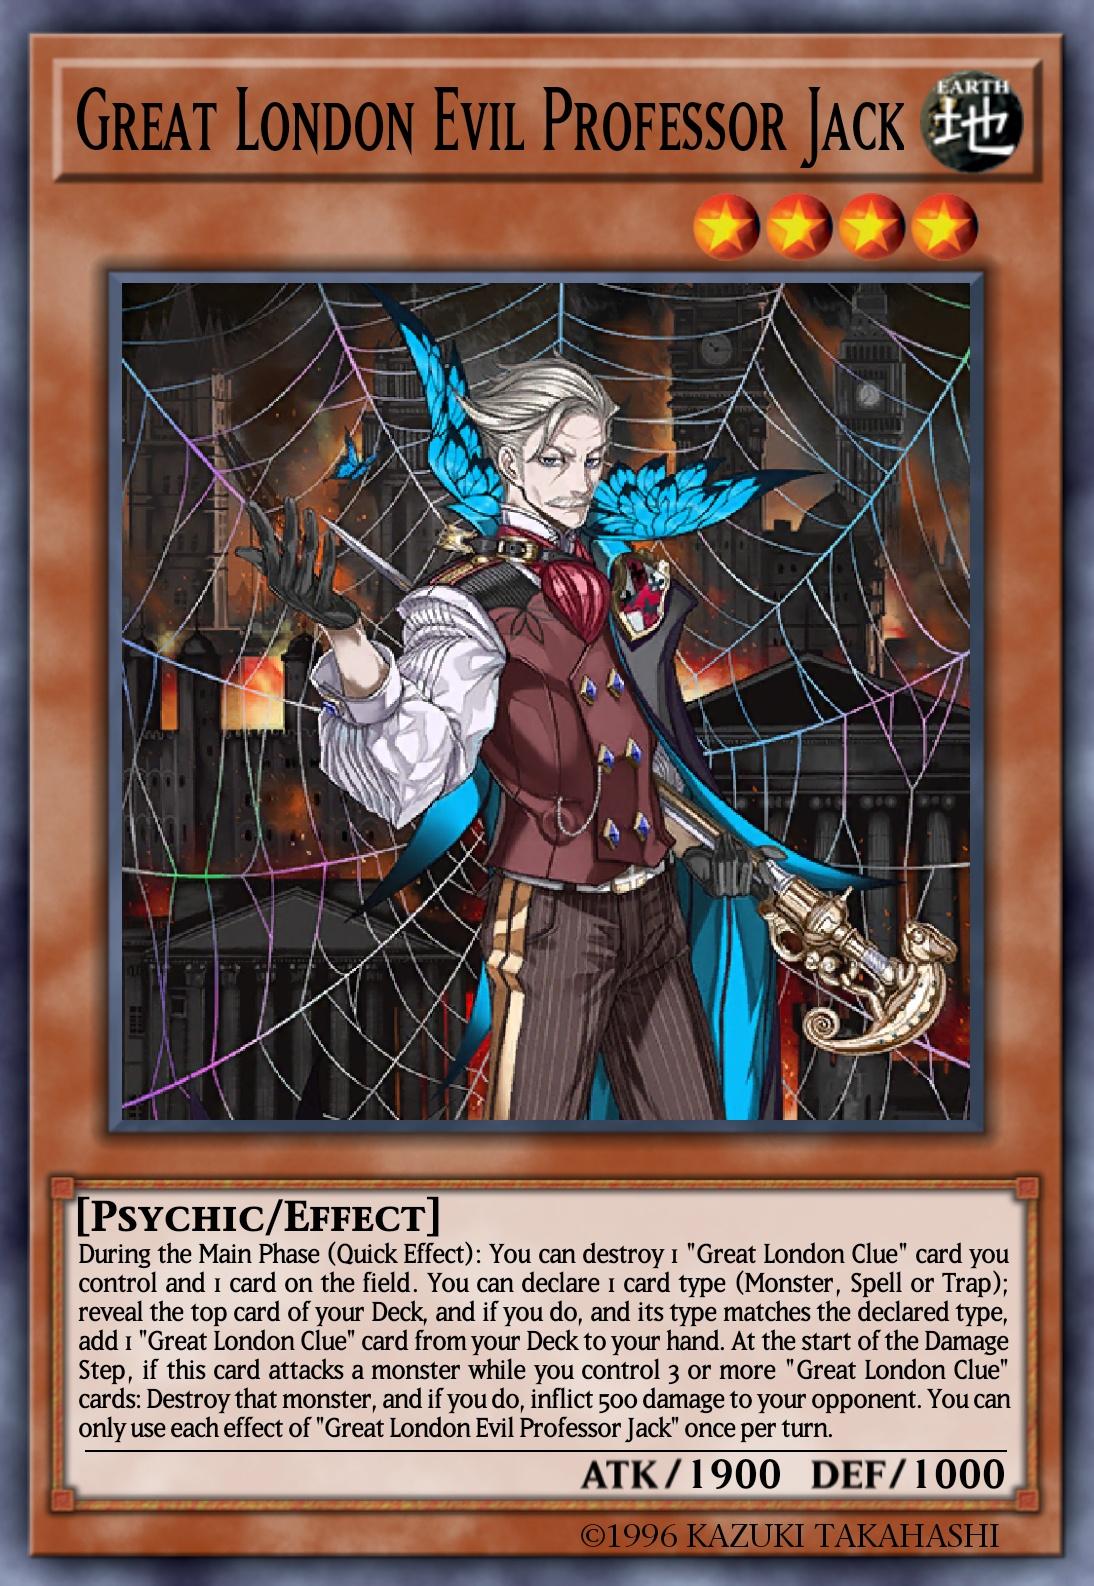 Great London Evil Professor Jack
EARTH
地
[Psychic/Effect]
During the Main Phase (Quick Effect): You can destroy 1 "Great London Clue" card you
control and 1 card on the field. You can declare 1 card type (Monster, Spell or Trap);
reveal the top card of your Deck, and if you do, and its type matches the declared type,
add 1 "Great London Clue" card from your Deck to your hand. At the start of the Damage
Step, if this card attacks a monster while you control 3 or more "Great London Clue"
cards: Destroy that monster, and if you do, inflict 500 damage to your opponent. You can
only use each effect of "Great London Evil Professor Jack" once per turn.
ATK/1900 DEF/1000
©1996 KAZUKI TAKAHASHI